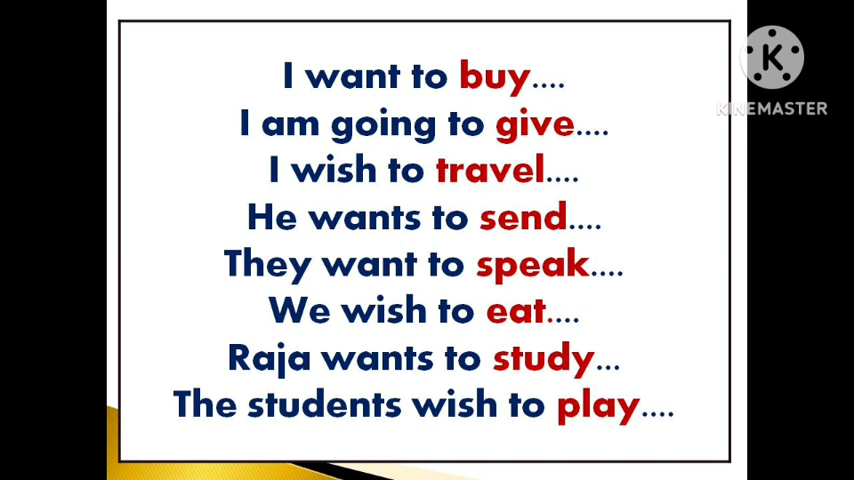 I want to buy....
I am going to give....
I wish to travel....
He wants to send....
They want to speak....
We wish to eat....
Raja wants to study...
The students wish to play....
K
KINEMASTER